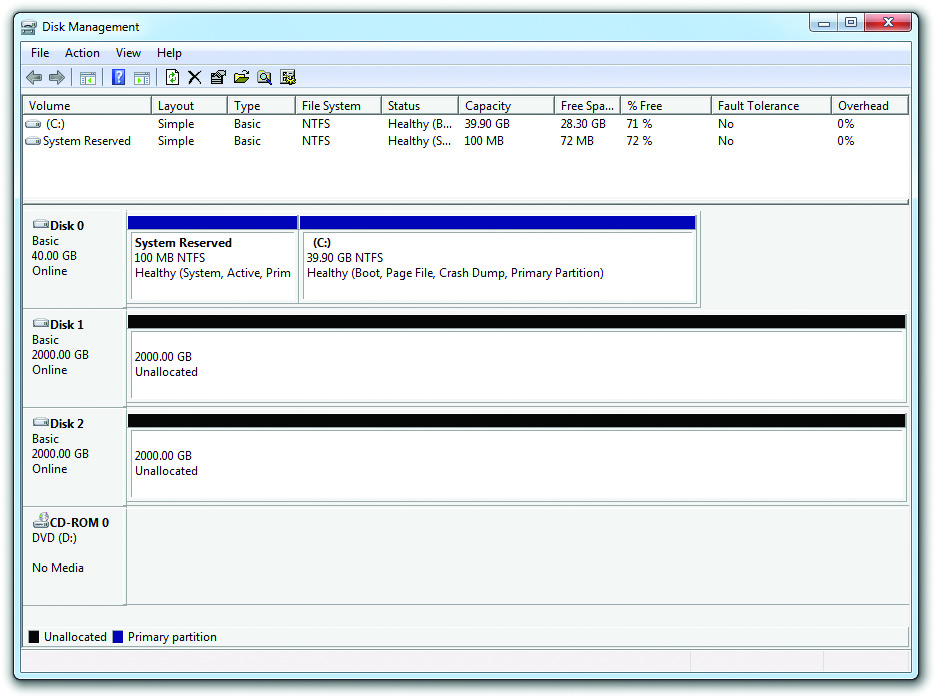 Disk Management
File Action View Help
Volume Layout Type File System Status Capacity Free Spa... % Free Fault Tolerance Overhead
(C:) Simple Basic NTFS Healthy (B... 39.90 GB 28.30 GB 71 % No 0%
System Reserved Simple Basic NTFS Healthy (S... 100 MB 72 MB 72 % No 0%
Disk 0
Basic
40.00 GB
Online
System Reserved
100 MB NTFS
Healthy (System, Active, Prim
(C:)
39.90 GB NTFS
Healthy (Boot, Page File, Crash Dump, Primary Partition)
Disk 1
Basic
2000.00 GB
Online
2000.00 GB
Unallocated
Disk 2
Basic
2000.00 GB
Online
2000.00 GB
Unallocated
CD-ROM 0
DVD (D:)
No Media
Unallocated Primary partition